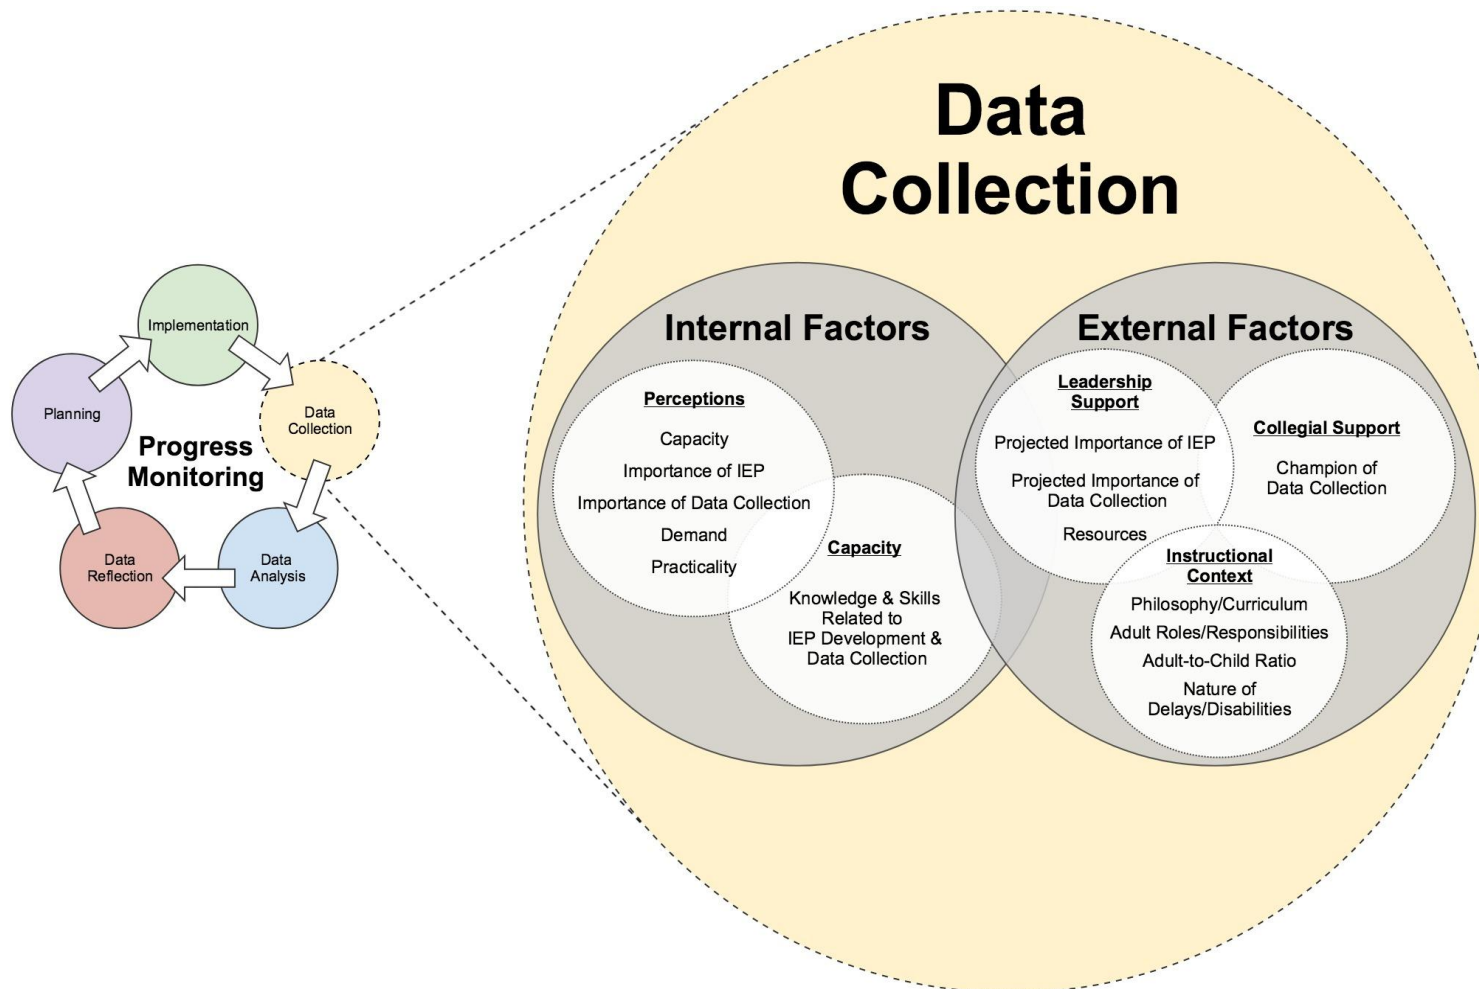 Implementation
Planning
Data
Collection
Progress
Monitoring
Data
Reflection
Data
Analysis
Data
Collection
Internal Factors
Perceptions
Capacity
Importance of IEP
Importance of Data Collection
Demand
Practicality
Capacity
Knowledge & Skills
Related to
IEP Development &
Data Collection
External Factors
Leadership
Support
Projected Importance of IEP
Projected Importance of
Data Collection
Resources
Collegial Support
Champion of
Data Collection
Instructional
Context
Philosophy/Curriculum
Adult Roles/Responsibilities
Adult-to-Child Ratio
Nature of
Delays/Disabilities